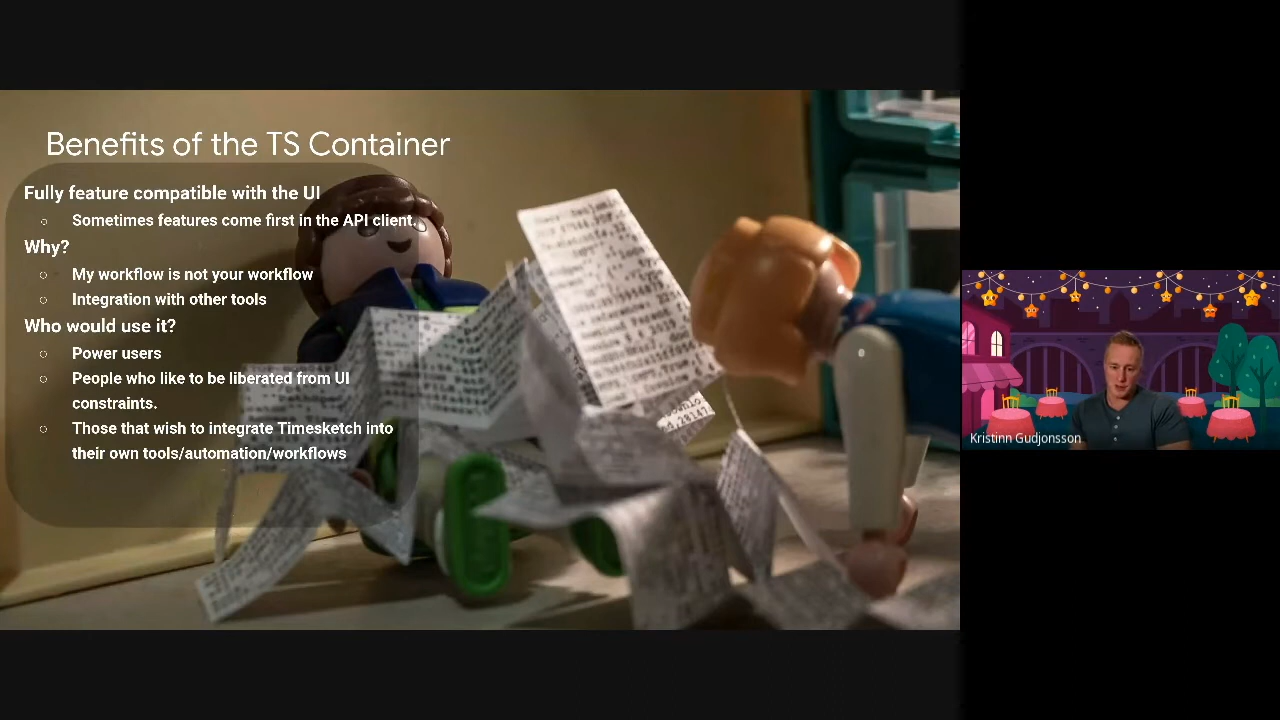 Benefits of the TS Container
Fully feature compatible with the UI
○ Sometimes features come first in the API client.
Why?
○ My workflow is not your workflow
○ Integration with other tools
Who would use it?
○ Power users
○ People who like to be liberated from UI
constraints.
○ Those that wish to integrate Timesketch into
their own tools/automation/workflows
Kristinn Gudjonsson